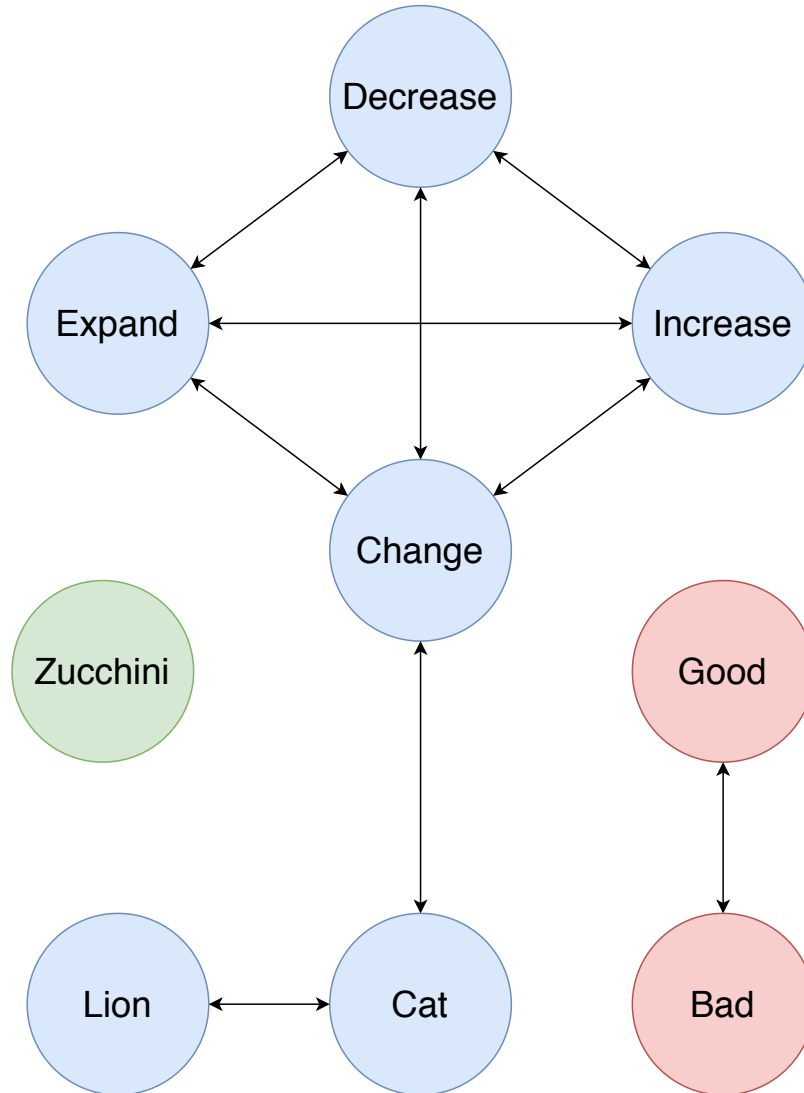 Decrease
Expand
Increase
Change
Zucchini
Good
Lion
Cat
Bad